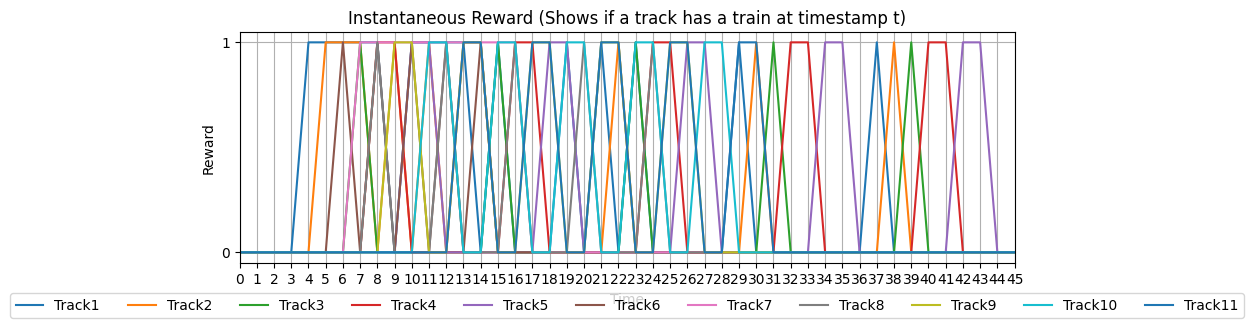 Instantaneous Reward (Shows if a track has a train at timestamp t)
1
Reward
0
0 1 2 3 4 5 6 7 8 9 10 11 12 13 14 15 16 17 18 19 20 21 22 23 24 25 26 27 28 29 30 31 32 33 34 35 36 37 38 39 40 41 42 43 44 45
Time
Track1 Track2 Track3 Track4 Track5 Track6 Track7 Track8 Track9 Track10 Track11